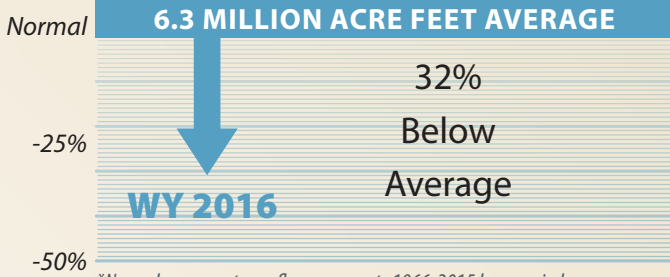 Normal
6.3 MILLION ACRE FEET AVERAGE
32%
Below
-25%
Average
WY 2016
-50%